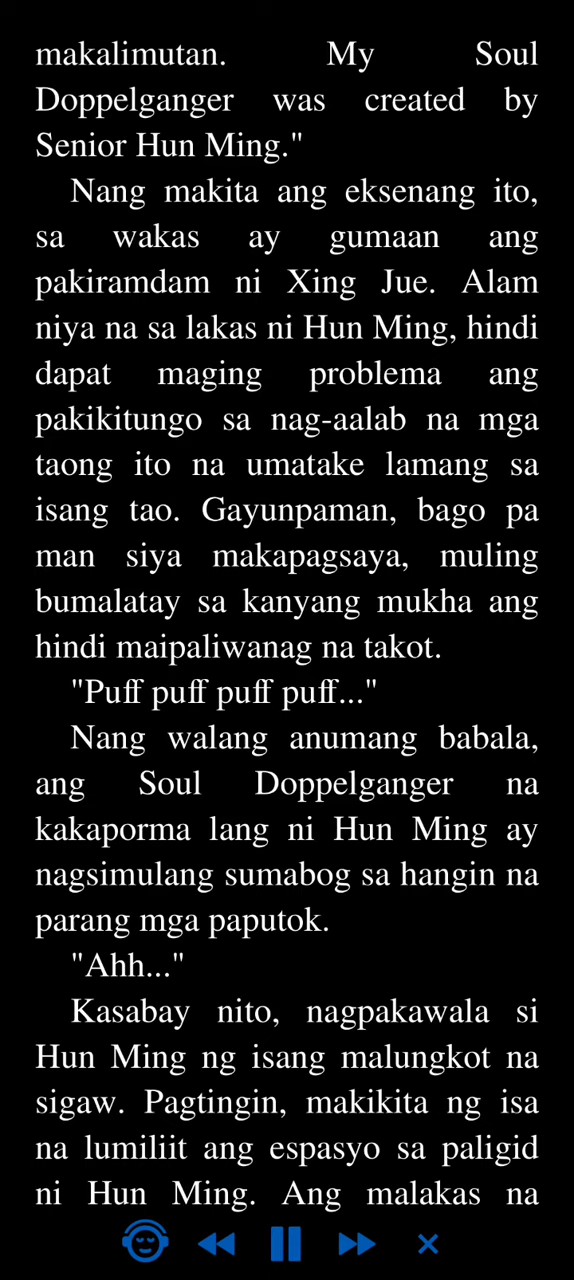 makalimutan. My Soul
Doppelganger was created by
Senior Hun Ming."
Nang makita ang eksenang ito,
sa wakas ay gumaan ang
pakiramdam ni Xing Jue. Alam
niya na sa lakas ni Hun Ming, hindi
dapat maging problema ang
pakikitungo sa nag-aalab na mga
taong ito na umatake lamang sa
isang tao. Gayunpaman, bago pa
man siya makapagsaya, muling
bumalatay sa kanyang mukha ang
hindi maipaliwanag na takot.
"Puff puff puff puff..."
Nang walang anumang babala,
ang Soul Doppelganger na
kakaporma lang ni Hun Ming ay
nagsimulang sumabog sa hangin na
parang mga paputok.
"Ahh..."
Kasabay nito, nagpakawala si
Hun Ming ng isang malungkot na
sigaw. Pagtingin, makikita ng isa
na lumiliit ang espasyo sa paligid
ni Hun Ming. Ang malakas na